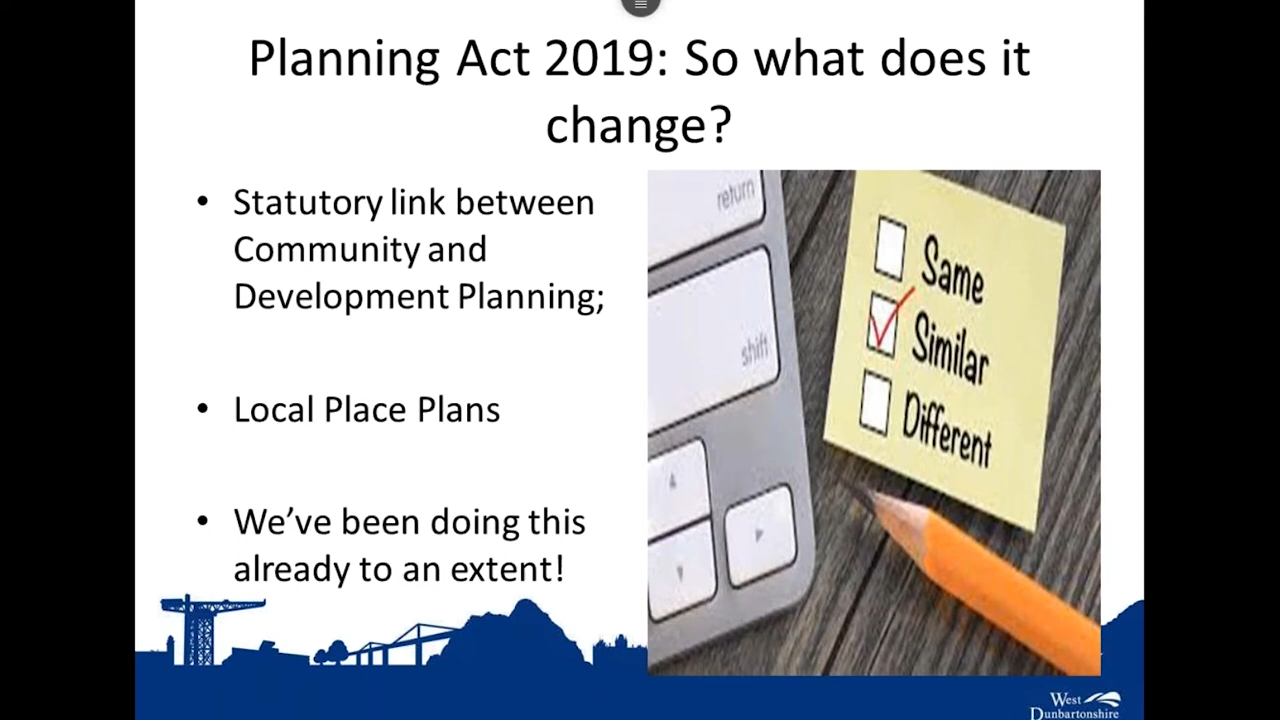 Planning Act 2019: So what does it
change?
• Statutory link between
Community and
Development Planning;
• Local Place Plans
• We’ve been doing this
already to an extent!
return
shift
Same
Similar
Different
West
Dunbartonshire